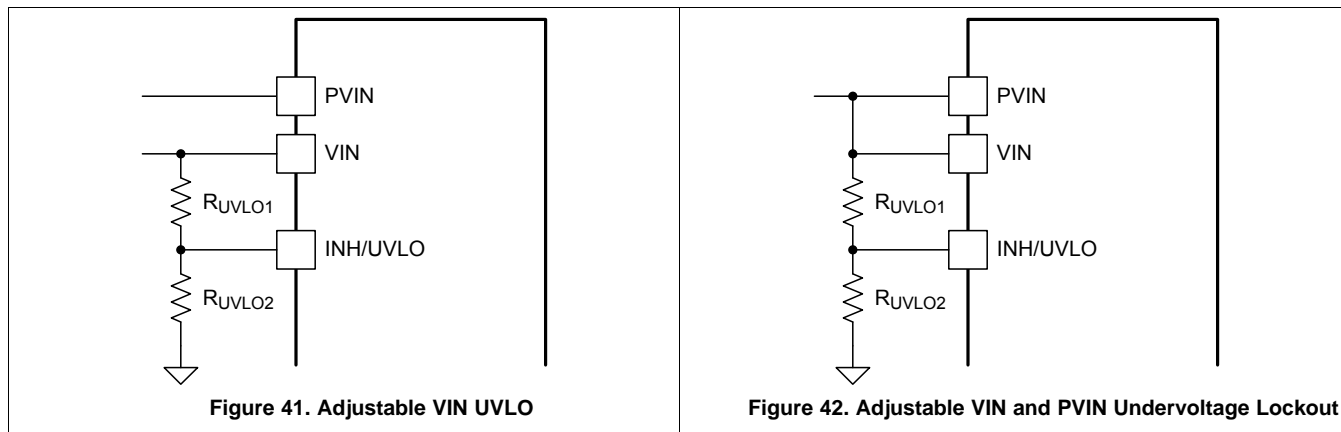 PVIN
VIN
RUVLO1
INH/UVLO
RUVLO2
Figure 41. Adjustable VIN UVLO
PVIN
VIN
RUVLO1
INH/UVLO
RUVLO2
Figure 42. Adjustable VIN and PVIN Undervoltage Lockout